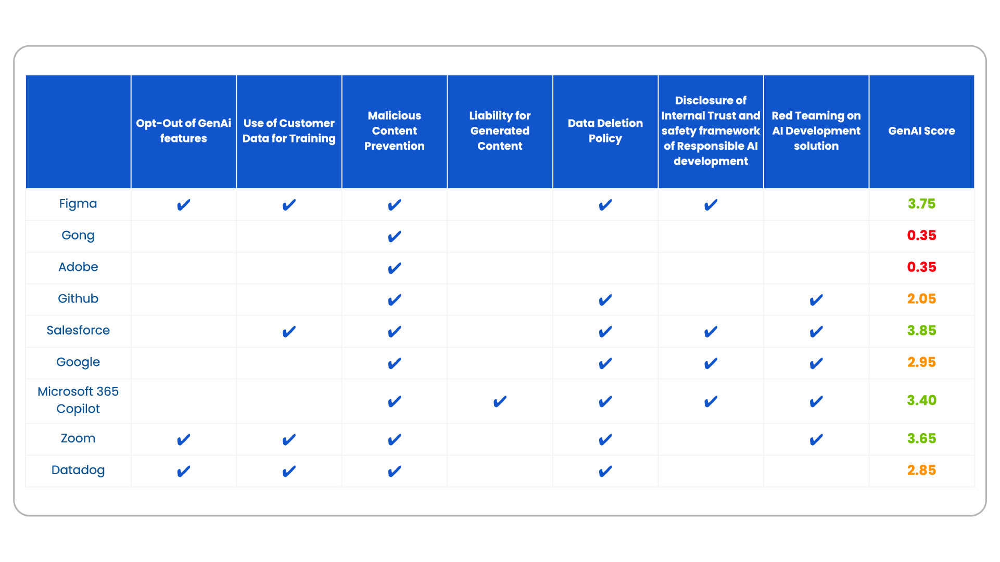 Opt-Out of GenAi
features
Use of Customer
Data for Training
Malicious
Content
Prevention
Liability for
Generated
Content
Data Deletion
Policy
Disclosure of
Internal Trust and
safety framework
of Responsible AI
development
Red Teaming on
AI Development
solution
GenAI Score
Figma ✔ ✔ ✔ ✔ ✔ 3.75
Gong ✔ 0.35
Adobe ✔ 0.35
Github ✔ ✔ ✔ 2.05
Salesforce ✔ ✔ ✔ ✔ ✔ 3.85
Google ✔ ✔ ✔ ✔ 2.95
Microsoft 365
Copilot ✔ ✔ ✔ ✔ ✔ 3.40
Zoom ✔ ✔ ✔ ✔ ✔ 3.65
Datadog ✔ ✔ ✔ ✔ 2.85